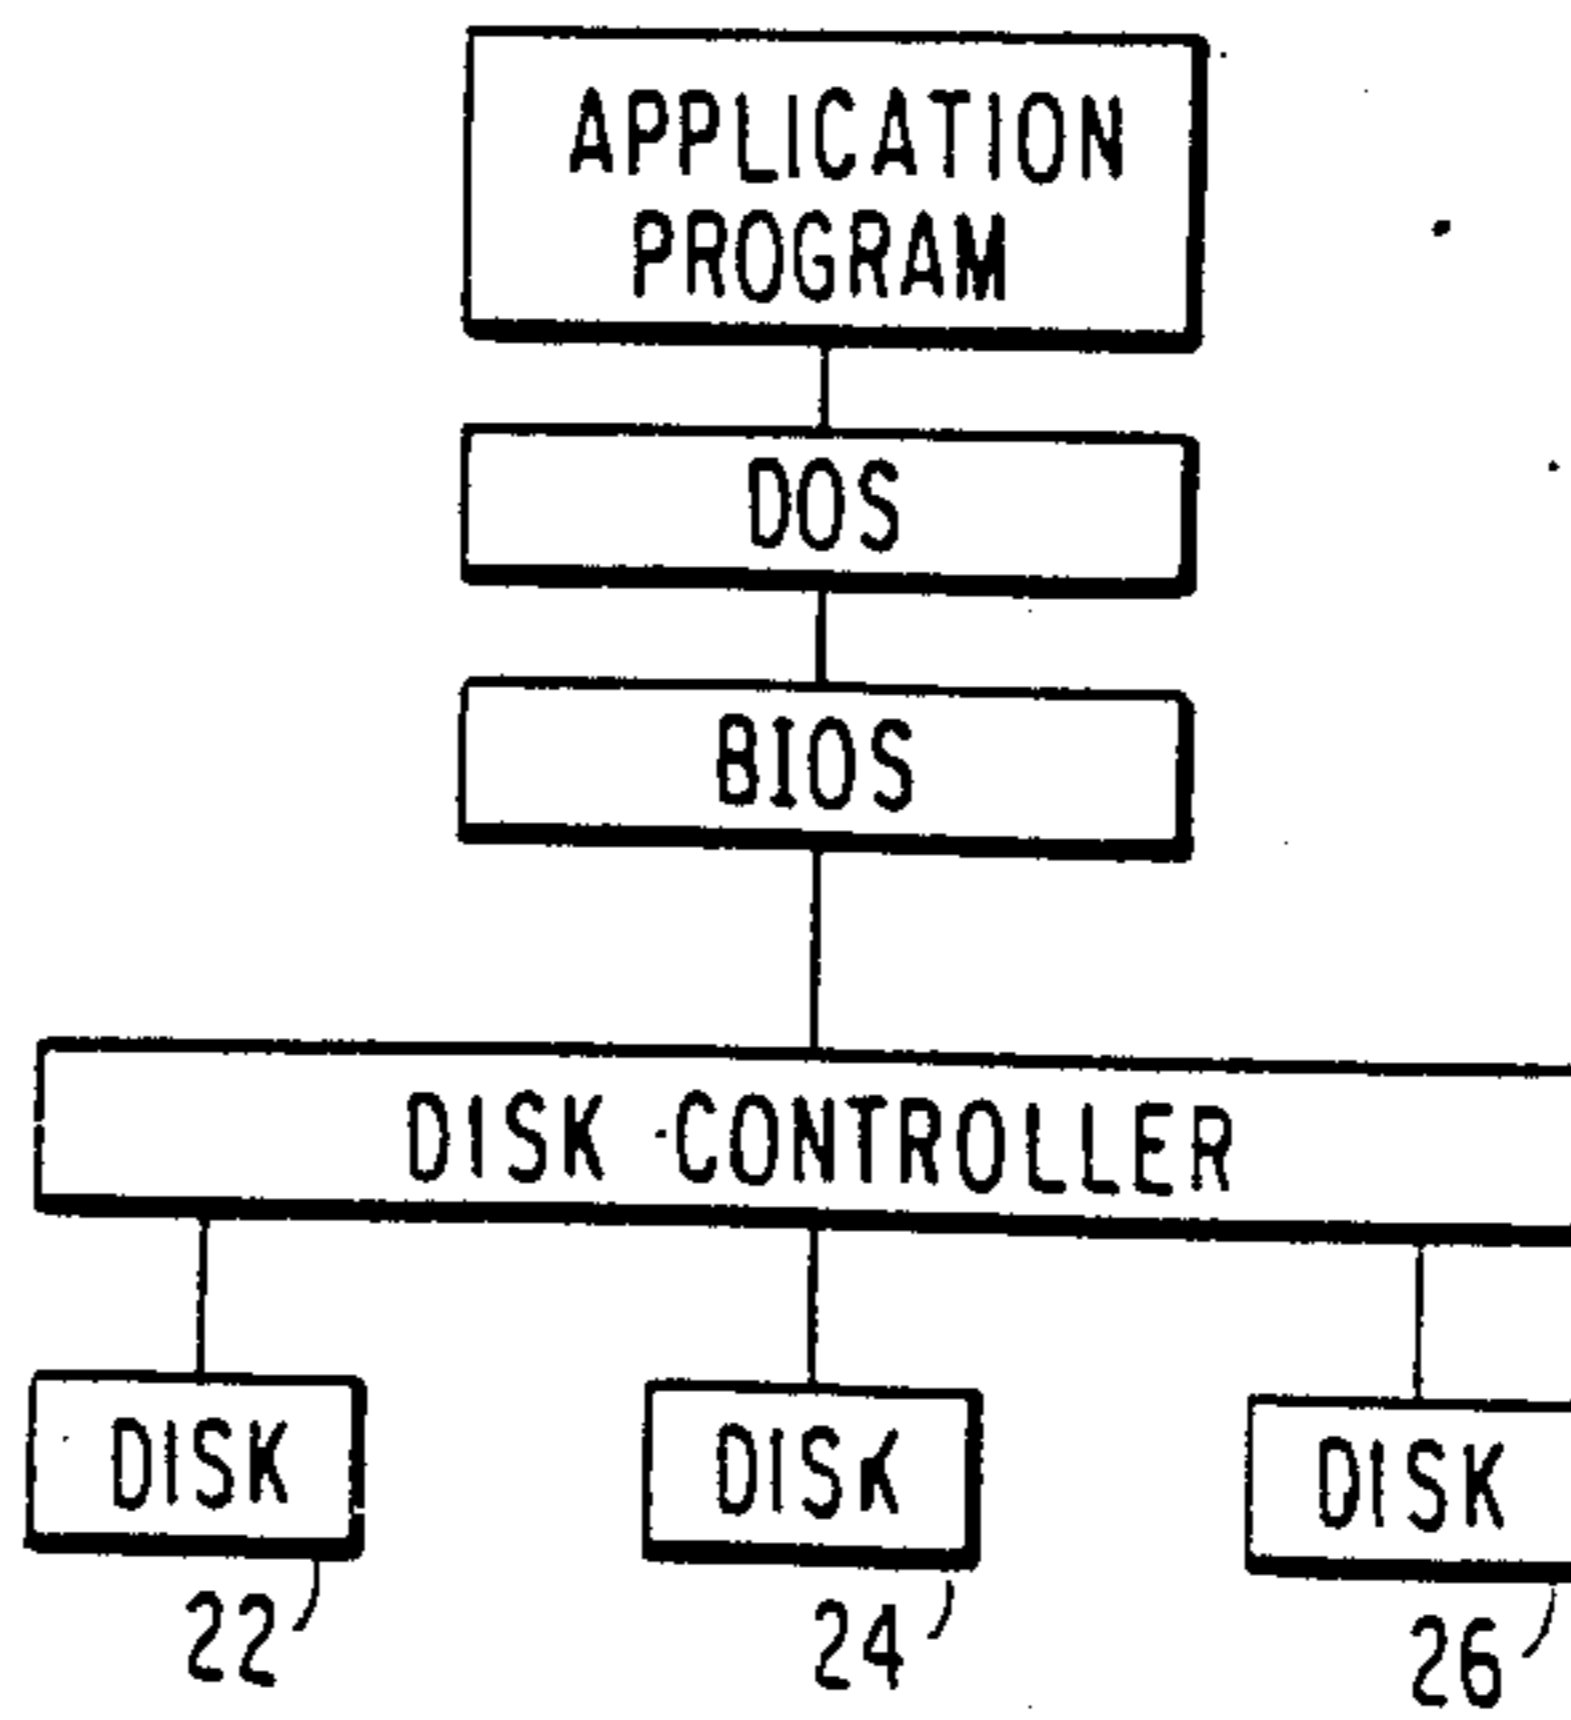 APPLICATION
PROGRAM
DOS
BIOS
DISK CONTROLLER
DISK
DISK
DISK
22
24
26